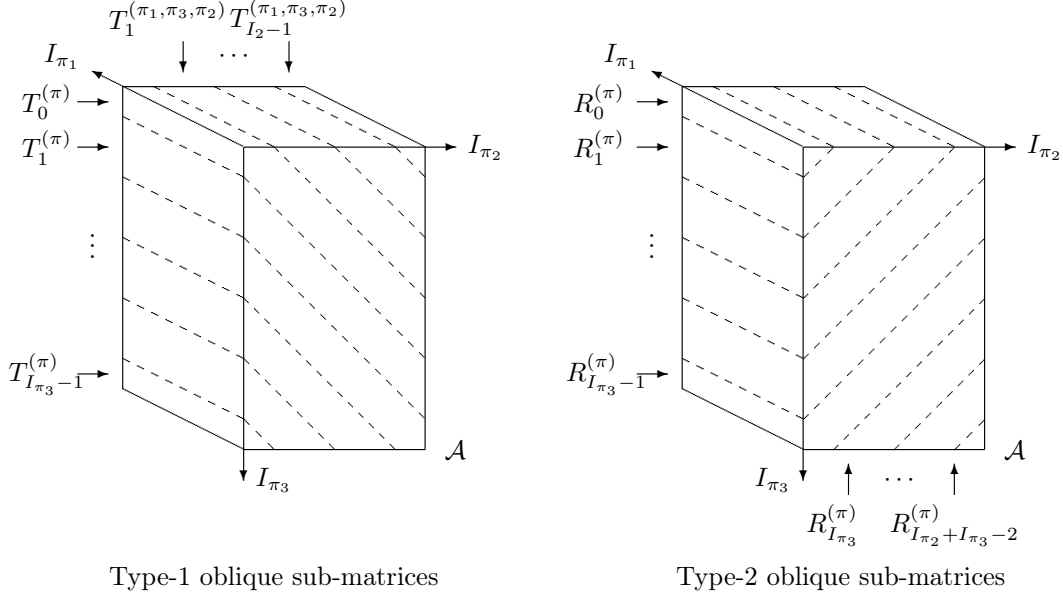 T_1^{(π_1,π_3,π_2)} T_{I_2−1}^{(π_1,π_3,π_2)}
⋯
I_{π_1}
T_0^{(π)}
T_1^{(π)}
I_{π_2}
⋮
T_{I_{π_3}−1}^{(π)}
𝒜
I_{π_3}
Type-1 oblique sub-matrices
I_{π_1}
R_0^{(π)}
R_1^{(π)}
I_{π_2}
⋮
R_{I_{π_3}−1}^{(π)}
𝒜
I_{π_3}
⋯
R_{I_{π_3}}^{(π)} R_{I_{π_2}+I_{π_3}−2}^{(π)}
Type-2 oblique sub-matrices